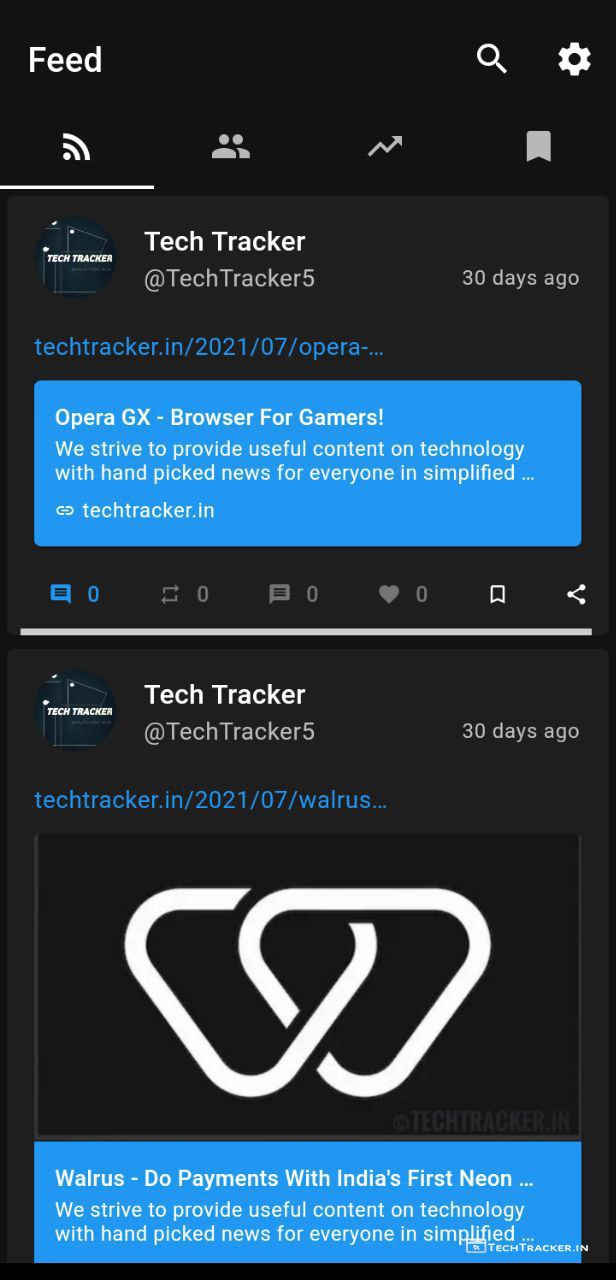 Feed
TECH TRACKER
Tech Tracker
@TechTracker5
30 days ago
techtracker.in/2021/07/opera-...
Opera GX - Browser For Gamers!
We strive to provide useful content on technology
with hand picked news for everyone in simplified ...
techtracker.in
0 0 0 0
TECH TRACKER
Tech Tracker
@TechTracker5
30 days ago
techtracker.in/2021/07/walrus...
©TECHTRACKER.IN
Walrus - Do Payments With India's First Neon ...
We strive to provide useful content on technology
with hand picked news for everyone in simplified ...
TECHTRACKER.IN